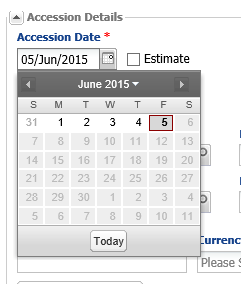 Accession Details
Accession Date *
05/Jun/2015 Estimate
June 2015
S M T W T F S
31 1 2 3 4 5 6
7 8 9 10 11 12 13
14 15 16 17 18 19 20
21 22 23 24 25 26 27
28 29 30 1 2 3 4
5 6 7 8 9 10 11
Today
Currenc
Please S